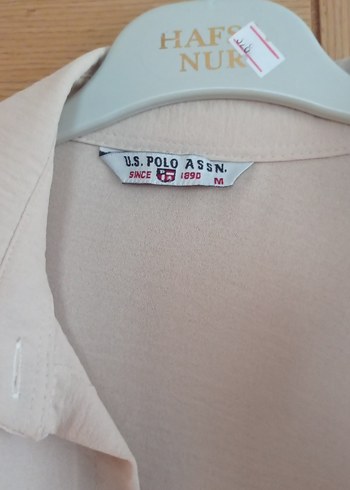 HAFS
NUR
U.S. POLO ASSN.
SINCE 1890 M